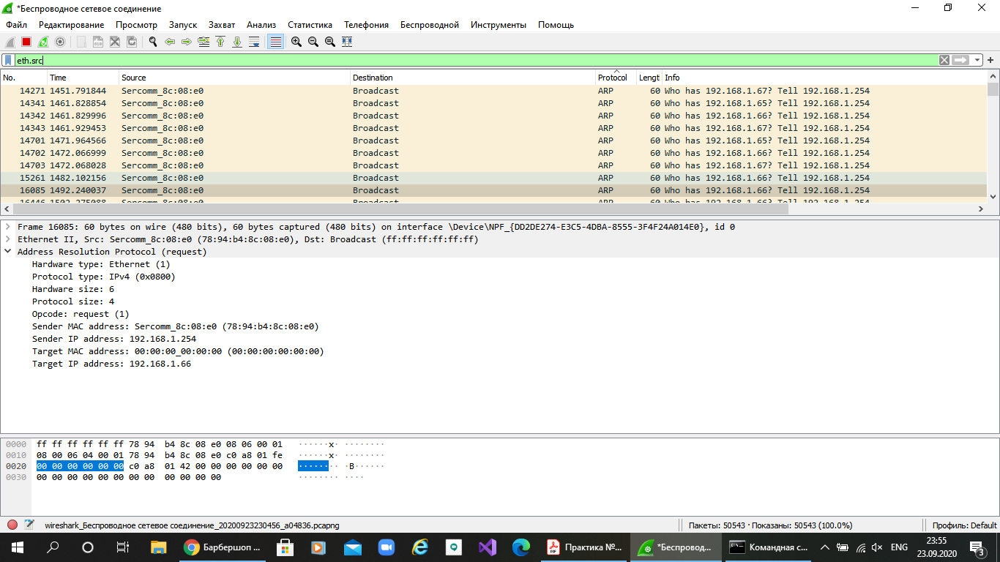 *Беспроводное сетевое соединение
Файл Редактирование Просмотр Запуск Захват Анализ Статистика Телефония Беспроводной Инструменты Помощь
eth.src
No. Time Source Destination Protocol Lengt Info
14271 1451.791844 Sercomm_8c:08:e0 Broadcast ARP 60 Who has 192.168.1.67? Tell 192.168.1.254
14341 1461.828854 Sercomm_8c:08:e0 Broadcast ARP 60 Who has 192.168.1.65? Tell 192.168.1.254
14342 1461.829996 Sercomm_8c:08:e0 Broadcast ARP 60 Who has 192.168.1.66? Tell 192.168.1.254
14343 1461.929453 Sercomm_8c:08:e0 Broadcast ARP 60 Who has 192.168.1.67? Tell 192.168.1.254
14701 1471.964566 Sercomm_8c:08:e0 Broadcast ARP 60 Who has 192.168.1.65? Tell 192.168.1.254
14702 1472.066999 Sercomm_8c:08:e0 Broadcast ARP 60 Who has 192.168.1.66? Tell 192.168.1.254
14703 1472.068028 Sercomm_8c:08:e0 Broadcast ARP 60 Who has 192.168.1.67? Tell 192.168.1.254
15261 1482.102156 Sercomm_8c:08:e0 Broadcast ARP 60 Who has 192.168.1.66? Tell 192.168.1.254
16085 1492.240037 Sercomm_8c:08:e0 Broadcast ARP 60 Who has 192.168.1.66? Tell 192.168.1.254
16446 1502.275088 Sercomm_8c:08:e0 Broadcast ARP 60 Who has 192.168.1.66? Tell 192.168.1.254
Frame 16085: 60 bytes on wire (480 bits), 60 bytes captured (480 bits) on interface \Device\NPF_{DD2DE274-E3C5-4DBA-8555-3F4F24A014E0}, id 0
Ethernet II, Src: Sercomm_8c:08:e0 (78:94:b4:8c:08:e0), Dst: Broadcast (ff:ff:ff:ff:ff:ff)
Address Resolution Protocol (request)
Hardware type: Ethernet (1)
Protocol type: IPv4 (0x0800)
Hardware size: 6
Protocol size: 4
Opcode: request (1)
Sender MAC address: Sercomm_8c:08:e0 (78:94:b4:8c:08:e0)
Sender IP address: 192.168.1.254
Target MAC address: 00:00:00_00:00:00 (00:00:00:00:00:00)
Target IP address: 192.168.1.66
0000 ff ff ff ff ff ff 78 94 b4 8c 08 e0 08 06 00 01 ······x· ········
0010 08 00 06 04 00 01 78 94 b4 8c 08 e0 c0 a8 01 fe ······x· ········
0020 00 00 00 00 00 00 c0 a8 01 42 00 00 00 00 00 00 ········ ·B······
0030 00 00 00 00 00 00 00 00 00 00 00 00 ········ ····
wireshark_Беспроводное сетевое соединение_20200923230456_a04836.pcapng Пакеты: 50543 · Показаны: 50543 (100.0%) Профиль: Default
Барбершоп ... Практика №... *Беспровод... Командная с... ENG 23:55
23.09.2020 3